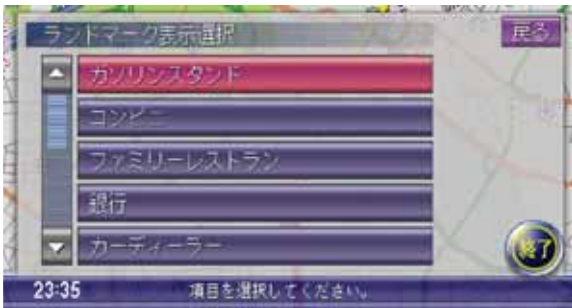 ランドマーク表示選択
戻る
ガソリンスタンド
コンビニ
ファミリーレストラン
銀行
カーディーラー
終了
23:35
項目を選択してください。